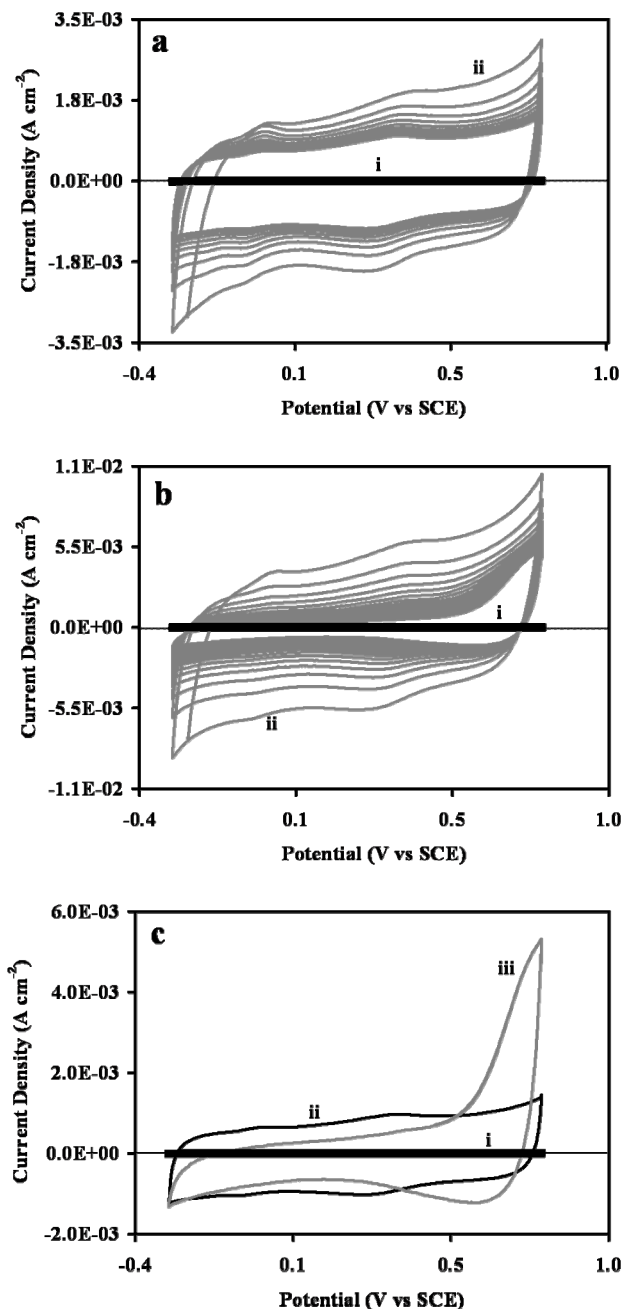 a
3.5E-03
ii
1.8E-03
i
0.0E+00
-1.8E-03
-3.5E-03
-0.4 0.1 0.5 1.0
Current Density (A cm-2)
Potential (V vs SCE)
b
1.1E-02
5.5E-03
i
0.0E+00
-5.5E-03
ii
-1.1E-02
-0.4 0.1 0.5 1.0
Current Density (A cm-2)
Potential (V vs SCE)
c
6.0E-03
iii
4.0E-03
2.0E-03
ii
i
0.0E+00
-2.0E-03
-0.4 0.1 0.5 1.0
Current Density (A cm-2)
Potential (V vs SCE)